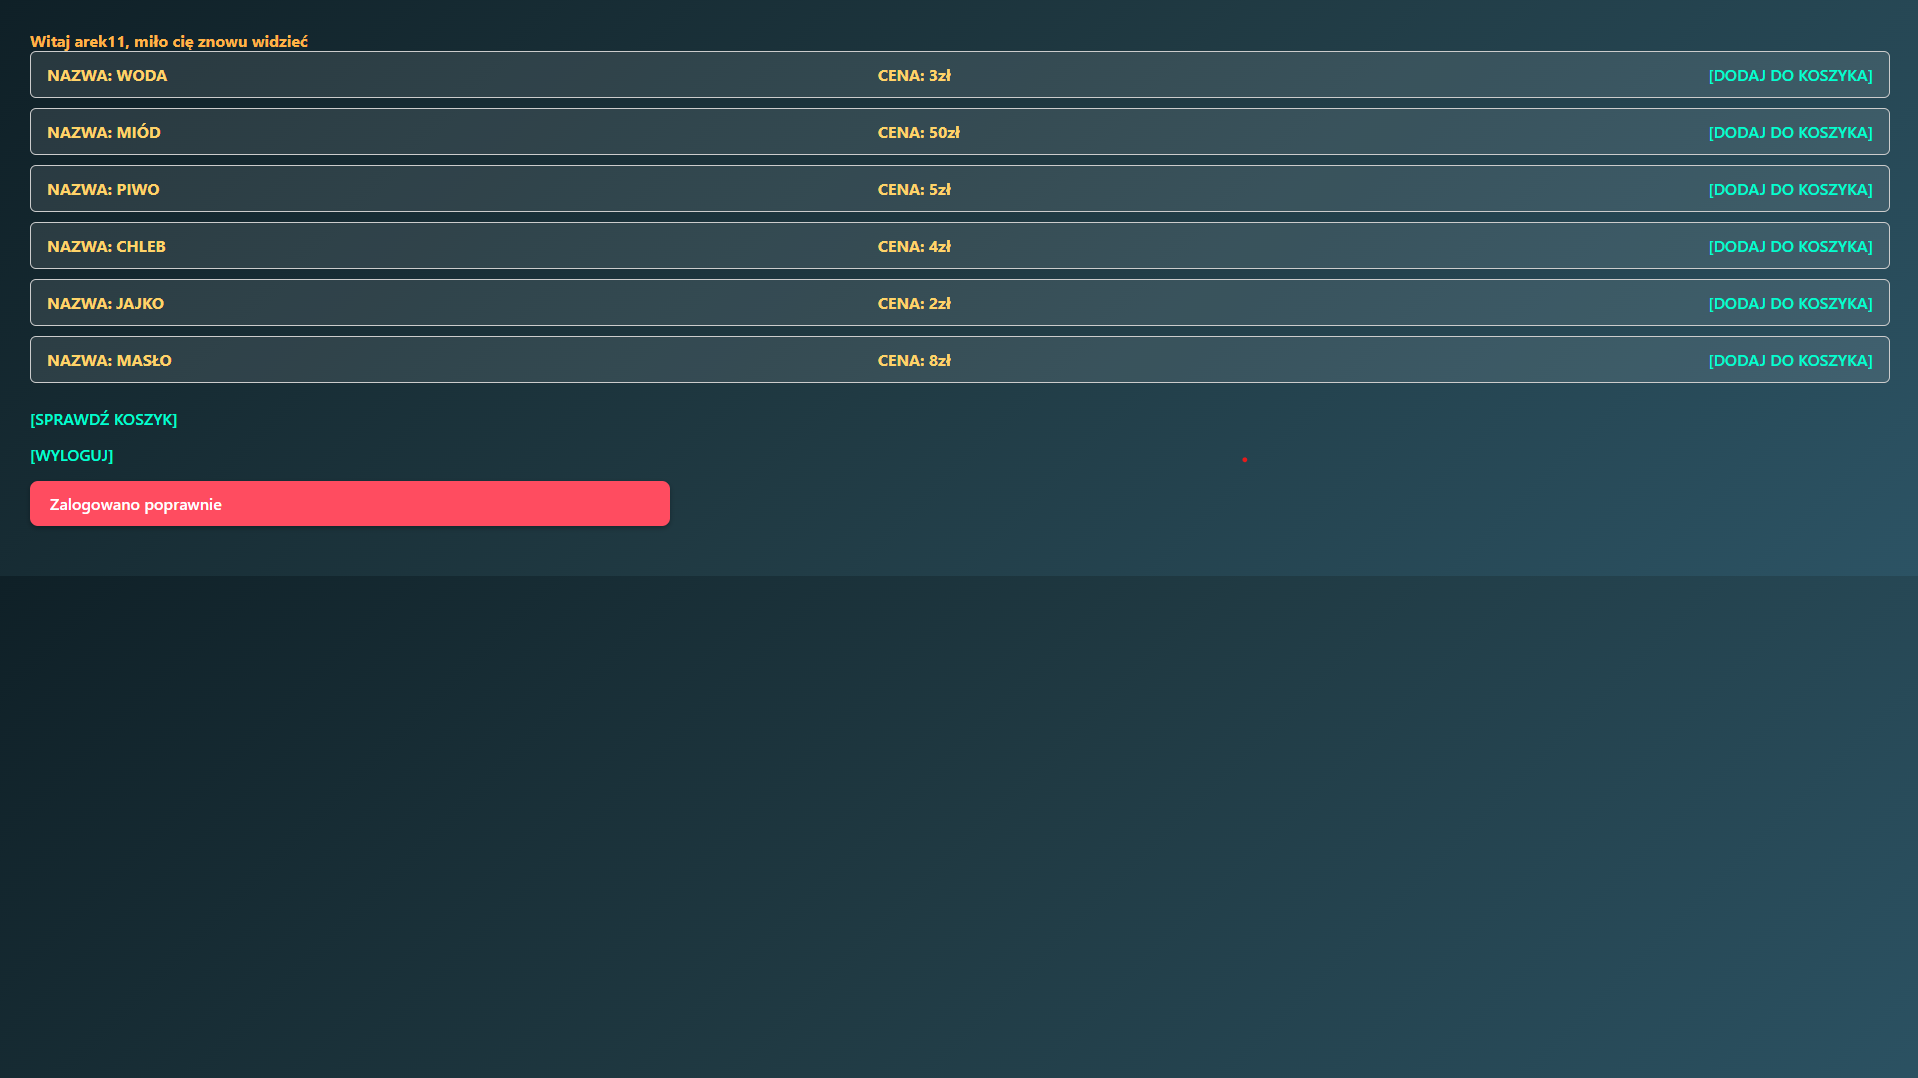 Witaj arek11, miło cię znowu widzieć
NAZWA: WODA CENA: 3zł [DODAJ DO KOSZYKA]
NAZWA: MIÓD CENA: 50zł [DODAJ DO KOSZYKA]
NAZWA: PIWO CENA: 5zł [DODAJ DO KOSZYKA]
NAZWA: CHLEB CENA: 4zł [DODAJ DO KOSZYKA]
NAZWA: JAJKO CENA: 2zł [DODAJ DO KOSZYKA]
NAZWA: MASŁO CENA: 8zł [DODAJ DO KOSZYKA]
[SPRAWDŹ KOSZYK]
[WYLOGUJ]
Zalogowano poprawnie